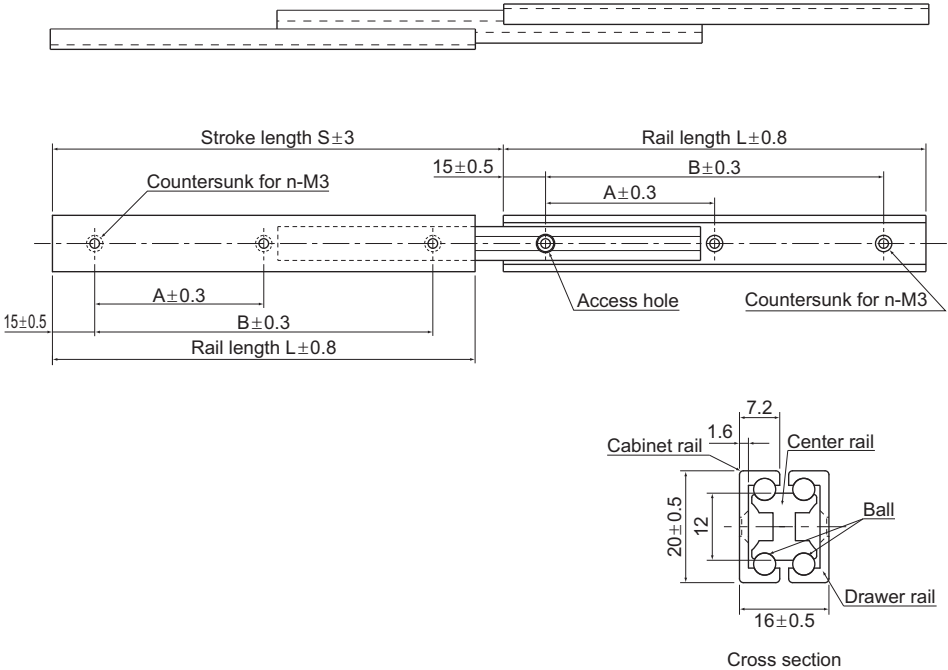 Stroke length S±3
Rail length L±0.8
15±0.5
B±0.3
Countersunk for n-M3
A±0.3
A±0.3
Access hole
Countersunk for n-M3
15±0.5
B±0.3
Rail length L±0.8
7.2
1.6
Cabinet rail
Center rail
20±0.5
12
Ball
Drawer rail
16±0.5
Cross section